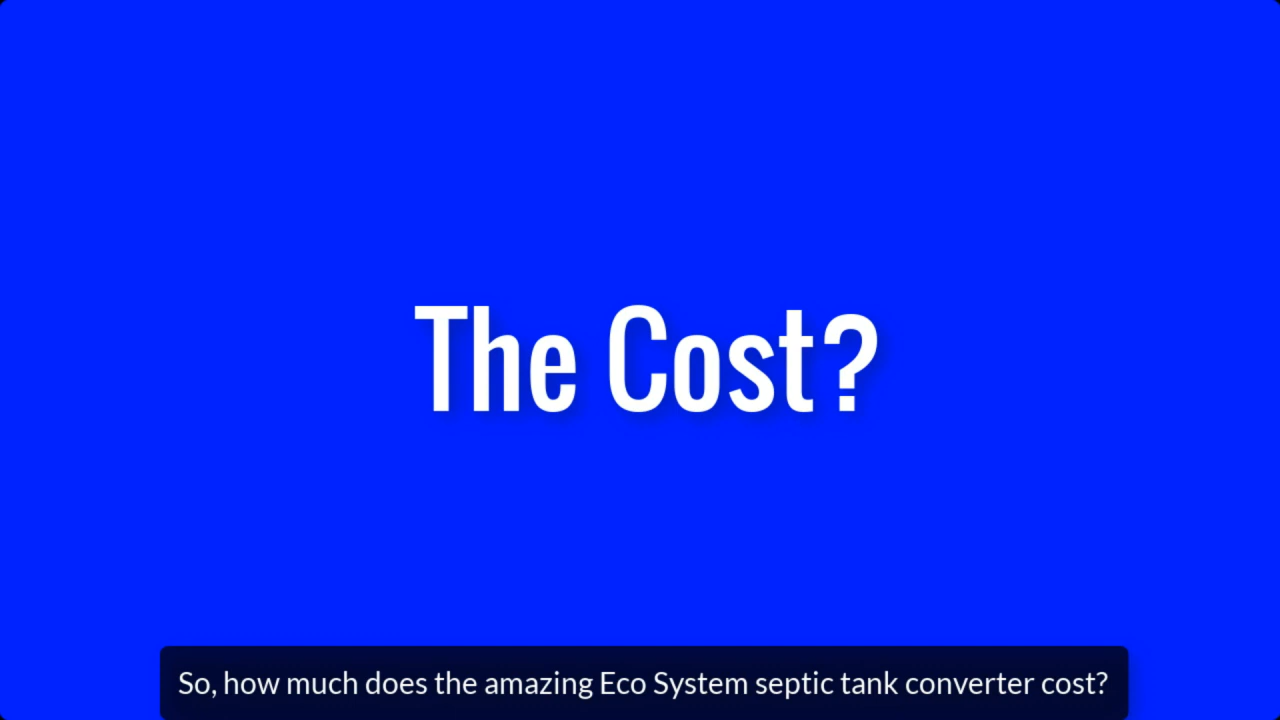 The Cost?
So, how much does the amazing Eco System septic tank converter cost?